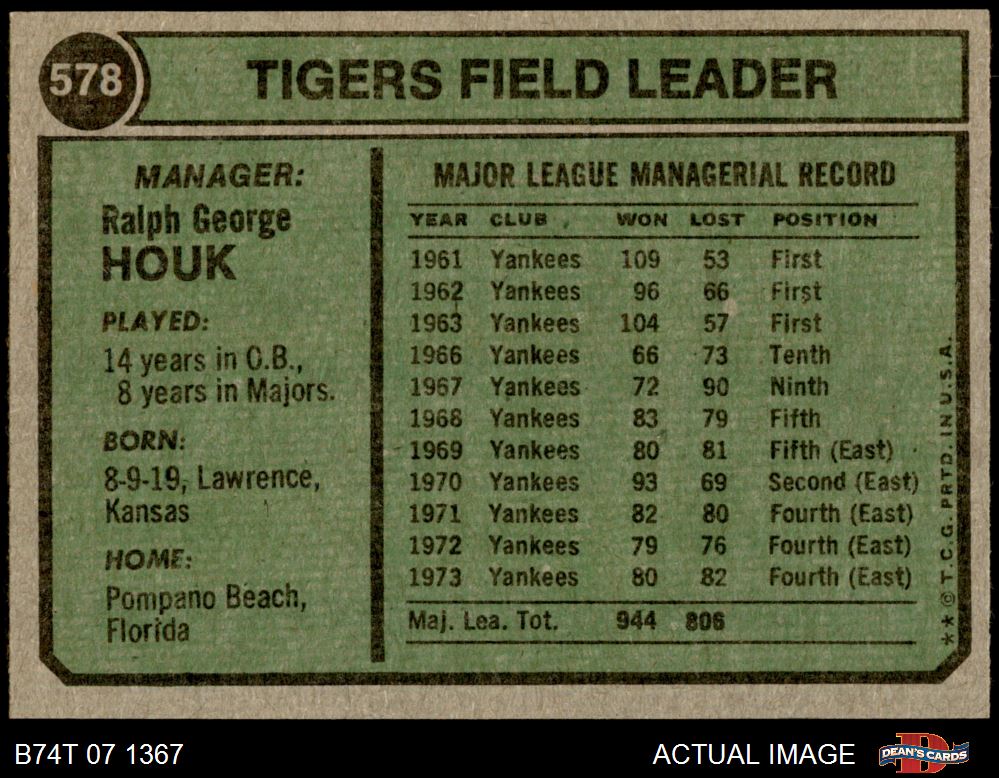 578
TIGERS FIELD LEADER
MANAGER:
Ralph George
HOUK
PLAYED:
14 years in O.B.,
8 years in Majors.
BORN:
8-9-19, Lawrence,
Kansas
HOME:
Pompano Beach,
Florida
MAJOR LEAGUE MANAGERIAL RECORD
YEAR CLUB WON LOST POSITION
1961 Yankees 109 53 First
1962 Yankees 96 66 First
1963 Yankees 104 57 First
1966 Yankees 66 73 Tenth
1967 Yankees 72 90 Ninth
1968 Yankees 83 79 Fifth
1969 Yankees 80 81 Fifth (East)
1970 Yankees 93 69 Second (East)
1971 Yankees 82 80 Fourth (East)
1972 Yankees 79 76 Fourth (East)
1973 Yankees 80 82 Fourth (East)
Maj. Lea. Tot. 944 806
** © T.C.G. PRTD. IN U.S.A.
B74T 07 1367
ACTUAL IMAGE
DEAN'S CARDS